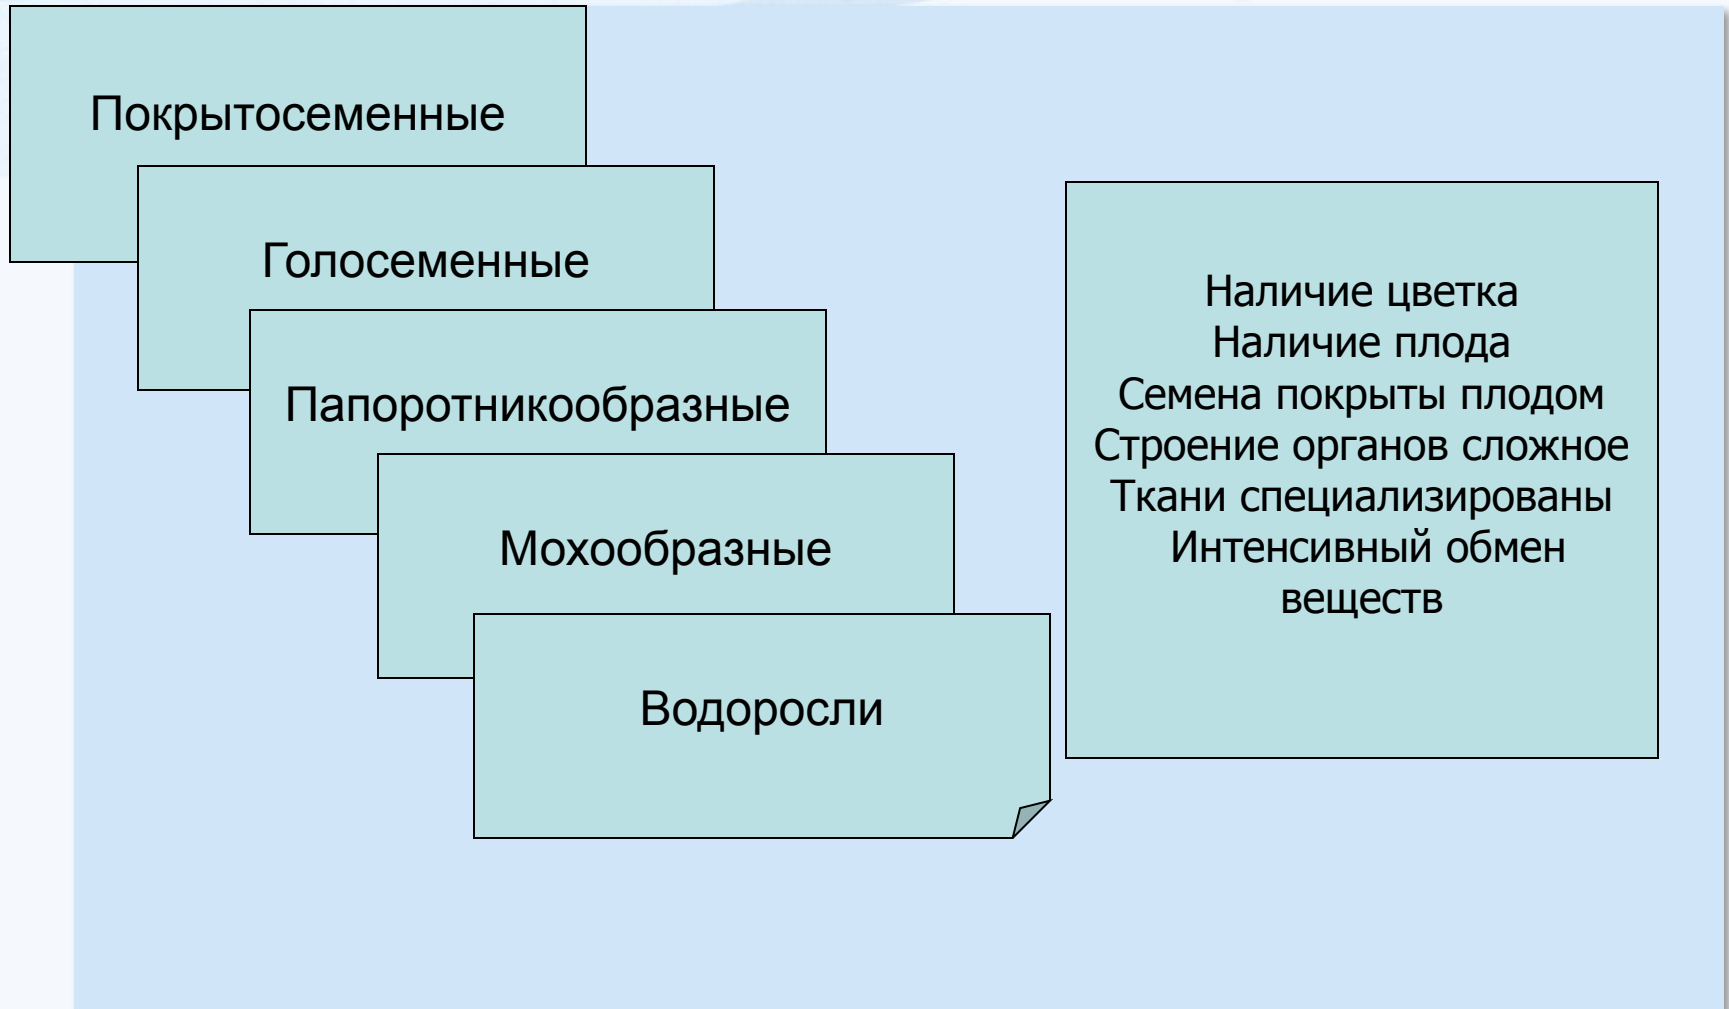 Покрытосеменные
Голосеменные
Папоротникообразные
Мохообразные
Водоросли
Наличие цветка
Наличие плода
Семена покрыты плодом
Строение органов сложное
Ткани специализированы
Интенсивный обмен
веществ